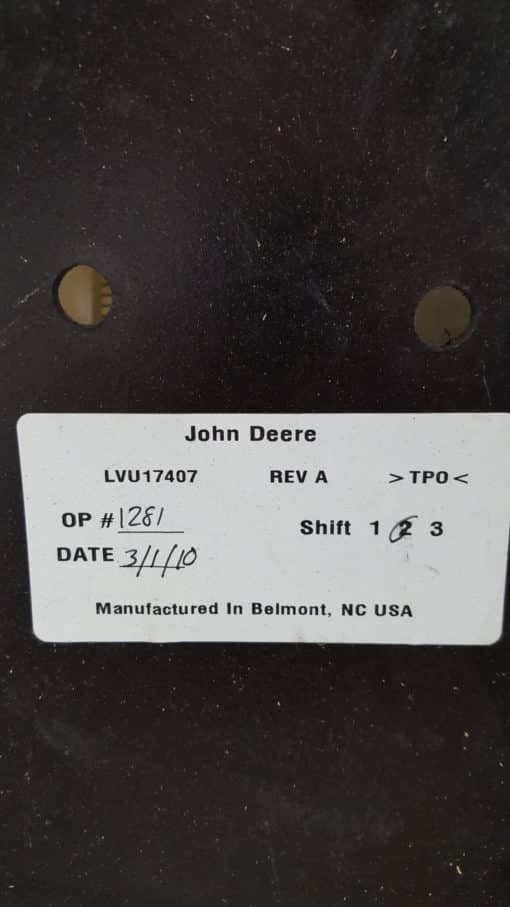 John Deere
LVU17407 REV A >TPO<
OP # 1281 Shift 1 2 3
DATE 3/1/10
Manufactured In Belmont, NC USA